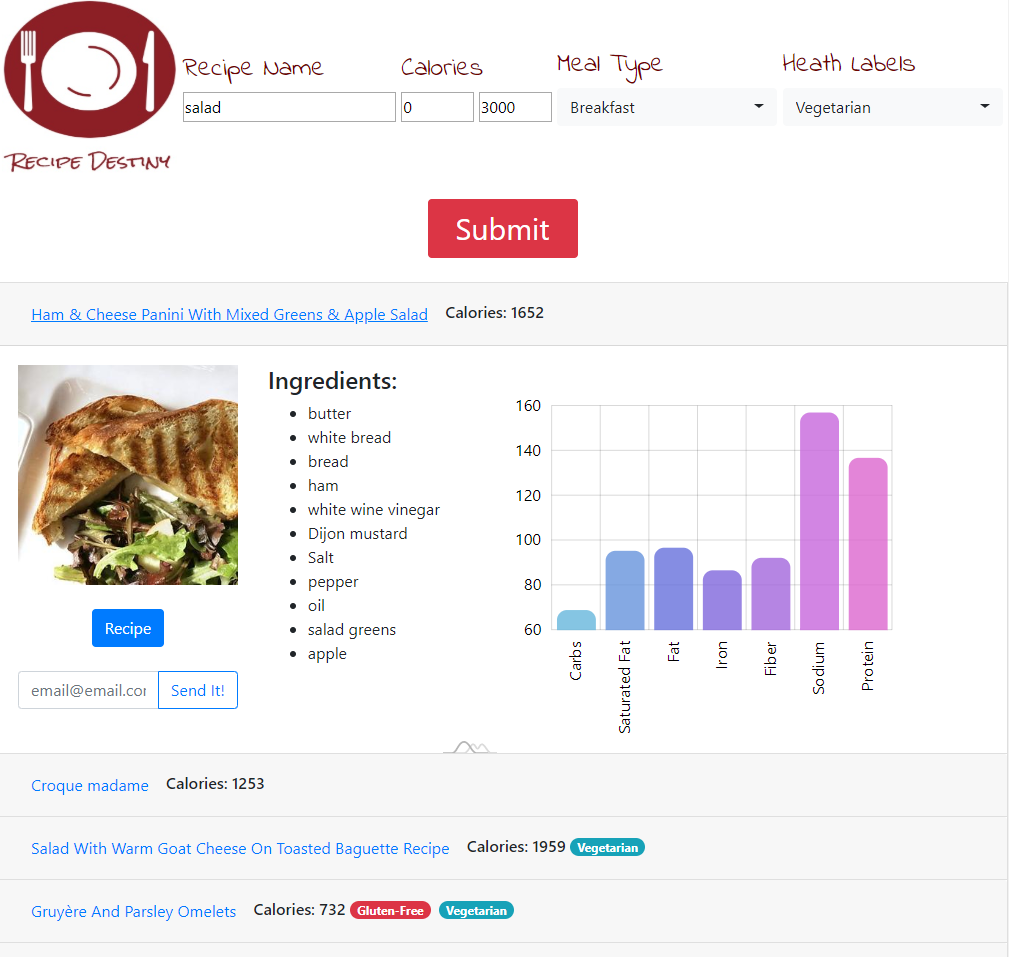 Recipe Destiny
Recipe Name
Calories
Meal Type
Heath Labels
salad
0
3000
Breakfast
Vegetarian
Submit
Ham & Cheese Panini With Mixed Greens & Apple Salad Calories: 1652
Ingredients:
butter
white bread
bread
ham
white wine vinegar
Dijon mustard
Salt
pepper
oil
salad greens
apple
Recipe
email@email.com Send It!
160
140
120
100
80
60
Carbs
Saturated Fat
Fat
Iron
Fiber
Sodium
Protein
Croque madame Calories: 1253
Salad With Warm Goat Cheese On Toasted Baguette Recipe Calories: 1959 Vegetarian
Gruyère And Parsley Omelets Calories: 732 Gluten-Free Vegetarian